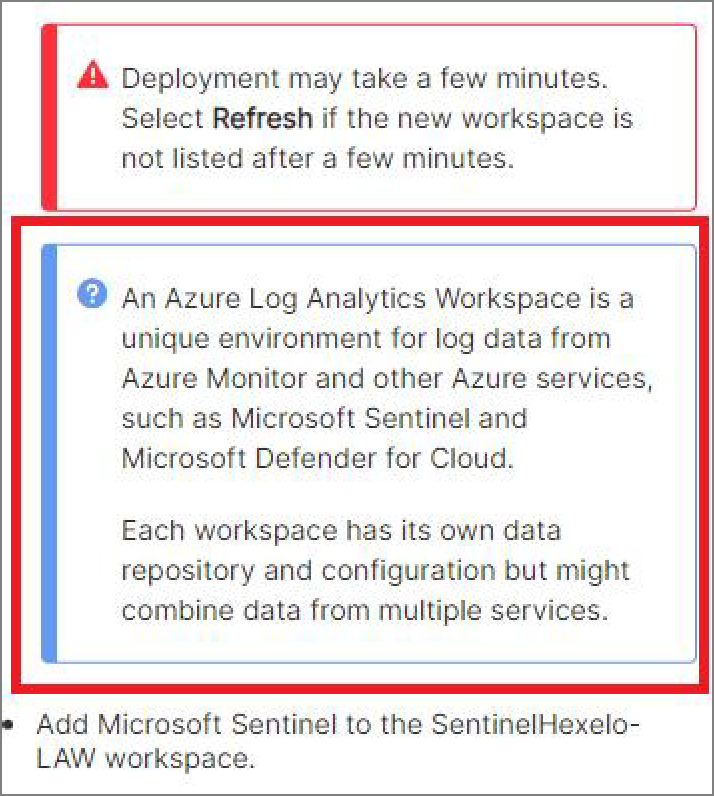 Deployment may take a few minutes.
Select Refresh if the new workspace is
not listed after a few minutes.
An Azure Log Analytics Workspace is a
unique environment for log data from
Azure Monitor and other Azure services,
such as Microsoft Sentinel and
Microsoft Defender for Cloud.
Each workspace has its own data
repository and configuration but might
combine data from multiple services.
• Add Microsoft Sentinel to the SentinelHexelo-
LAW workspace.